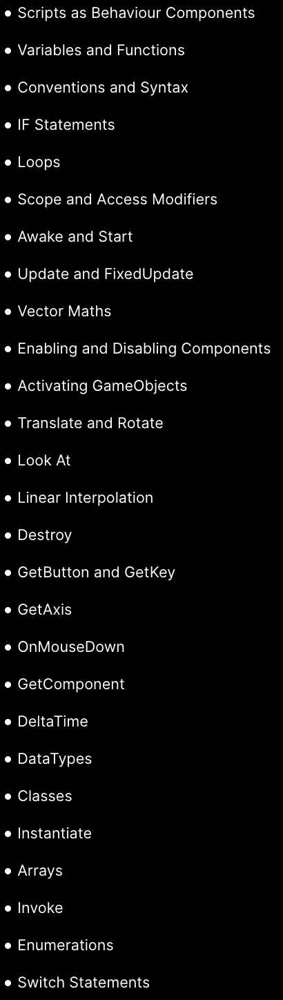 • Scripts as Behaviour Components
• Variables and Functions
• Conventions and Syntax
• IF Statements
• Loops
• Scope and Access Modifiers
• Awake and Start
• Update and FixedUpdate
• Vector Maths
• Enabling and Disabling Components
• Activating GameObjects
• Translate and Rotate
• Look At
• Linear Interpolation
• Destroy
• GetButton and GetKey
• GetAxis
• OnMouseDown
• GetComponent
• DeltaTime
• DataTypes
• Classes
• Instantiate
• Arrays
• Invoke
• Enumerations
• Switch Statements